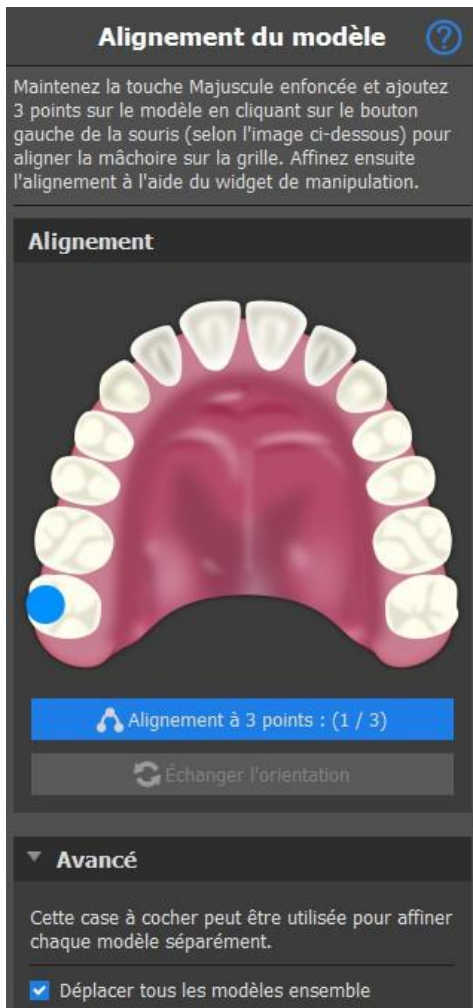 Alignement du modèle
?
Maintenez la touche Majuscule enfoncée et ajoutez
3 points sur le modèle en cliquant sur le bouton
gauche de la souris (selon l'image ci-dessous) pour
aligner la mâchoire sur la grille. Affinez ensuite
l'alignement à l'aide du widget de manipulation.
Alignement
Alignement à 3 points : (1 / 3)
Échanger l'orientation
Avancé
Cette case à cocher peut être utilisée pour affiner
chaque modèle séparément.
Déplacer tous les modèles ensemble